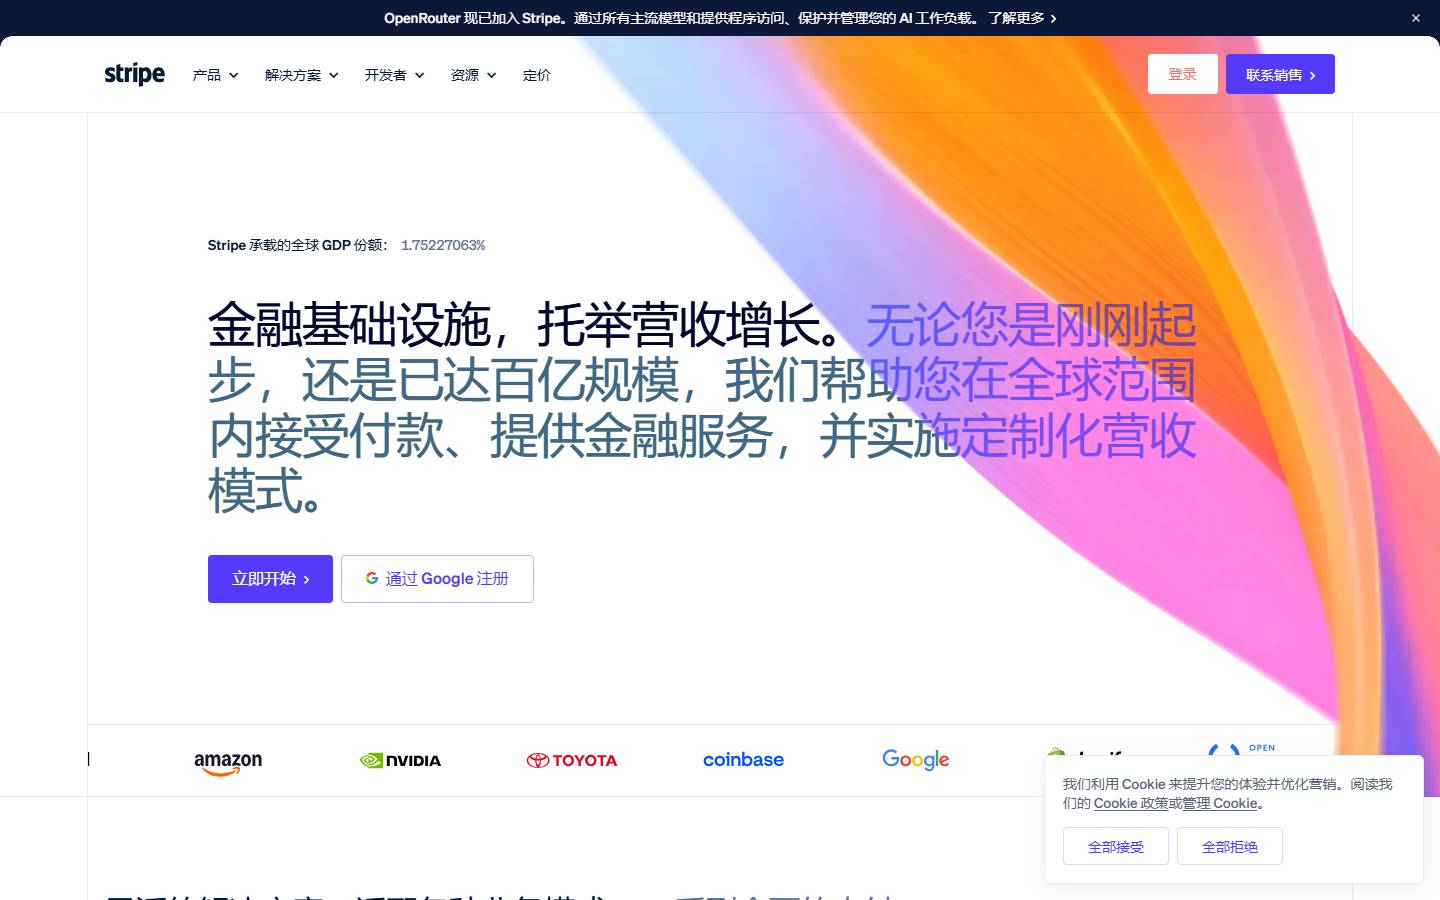 OpenRouter 现已加入 Stripe。通过所有主流模型和提供程序访问、保护并管理您的 AI 工作负载。 了解更多
stripe 产品 解决方案 开发者 资源 定价 登录 联系销售
Stripe 承载的全球 GDP 份额： 1.75227063%
金融基础设施，托举营收增长。无论您是刚刚起
步，还是已达百亿规模，我们帮助您在全球范围
内接受付款、提供金融服务，并实施定制化营收
模式。
立即开始 通过 Google 注册
amazon NVIDIA TOYOTA coinbase Google OPEN
我们利用 Cookie 来提升您的体验并优化营销。阅读我
们的 Cookie 政策或管理 Cookie。
全部接受 全部拒绝